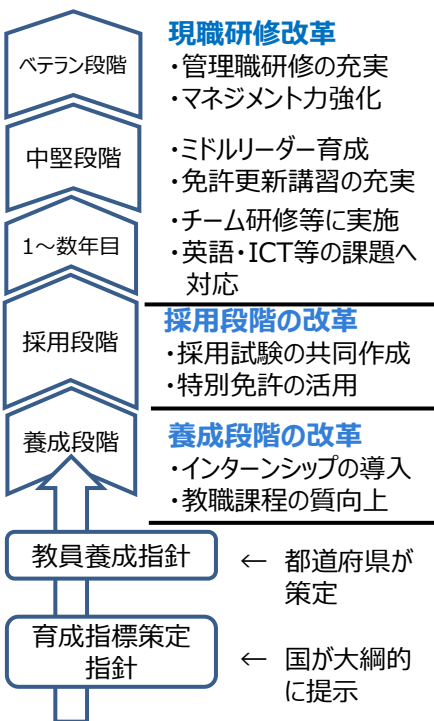 現職研修改革
ベテラン段階
・管理職研修の充実
・マネジメント力強化
中堅段階
・ミドルリーダー育成
・免許更新講習の充実
1～数年目
・チーム研修等に実施
・英語・ICT等の課題へ
対応
採用段階
採用段階の改革
・採用試験の共同作成
・特別免許の活用
養成段階
養成段階の改革
・インターンシップの導入
・教職課程の質向上
教員養成指針
← 都道府県が
策定
育成指標策定
指針
← 国が大綱的
に提示